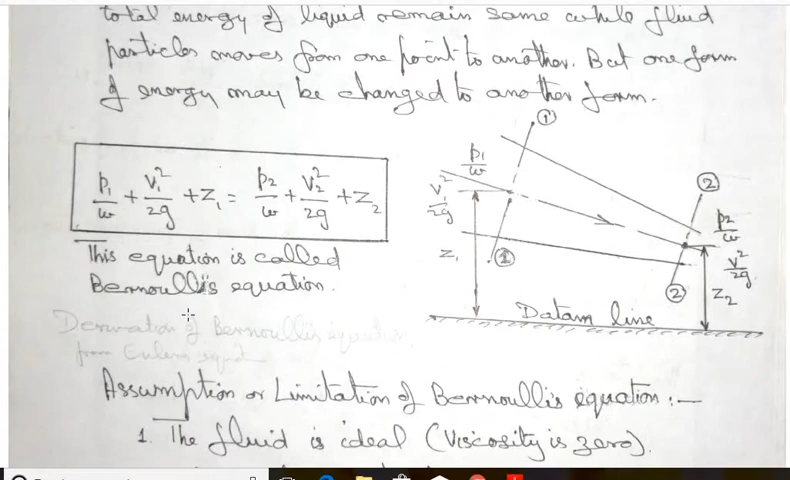 total energy of liquid remain same while fluid
particles moves from one point to another. But one form
of energy may be changed to another form.
p₁/w + V₁²/2g + Z₁ = p₂/w + V₂²/2g + Z₂
This equation is called
Bernoulli's equation.
①
p₁/w
V₁²/2g
Z₁
①
②
p₂/w
V²/2g
②
Z₂
Datam line
Derivation of Bernoulli's equation
from Euler's equat
Assumption or Limitation of Bernoulli's equation :-
1. The fluid is ideal (Viscosity is zero).